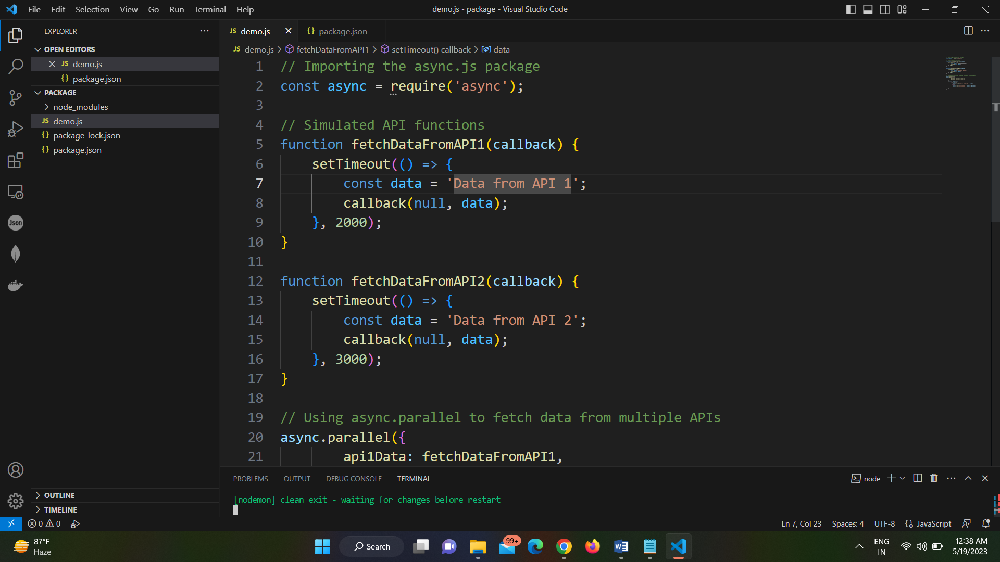 File Edit Selection View Go Run Terminal Help
demo.js - package - Visual Studio Code
EXPLORER
OPEN EDITORS
JS demo.js
{} package.json
PACKAGE
node_modules
JS demo.js
{} package-lock.json
{} package.json
OUTLINE
TIMELINE
Json
JS demo.js
{} package.json
JS demo.js > fetchDataFromAPI1 > setTimeout() callback > data
1 // Importing the async.js package
2 const async = require('async');
3
4 // Simulated API functions
5 function fetchDataFromAPI1(callback) {
6 setTimeout(() => {
7 const data = 'Data from API 1';
8 callback(null, data);
9 }, 2000);
10 }
11
12 function fetchDataFromAPI2(callback) {
13 setTimeout(() => {
14 const data = 'Data from API 2';
15 callback(null, data);
16 }, 3000);
17 }
18
19 // Using async.parallel to fetch data from multiple APIs
20 async.parallel({
21 api1Data: fetchDataFromAPI1,
PROBLEMS OUTPUT DEBUG CONSOLE TERMINAL
node
[nodemon] clean exit - waiting for changes before restart
0 0
Ln 7, Col 23 Spaces: 4 UTF-8 {} JavaScript
87°F
Haze
Search
99+
ENG
IN
12:38 AM
5/19/2023